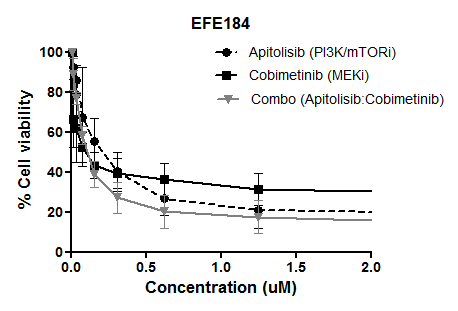 EFE184
Apitolisib (PI3K/mTORi)
Cobimetinib (MEKi)
Combo (Apitolisib:Cobimetinib)
% Cell viability
100
80
60
40
20
0
0.0 0.5 1.0 1.5 2.0
Concentration (uM)